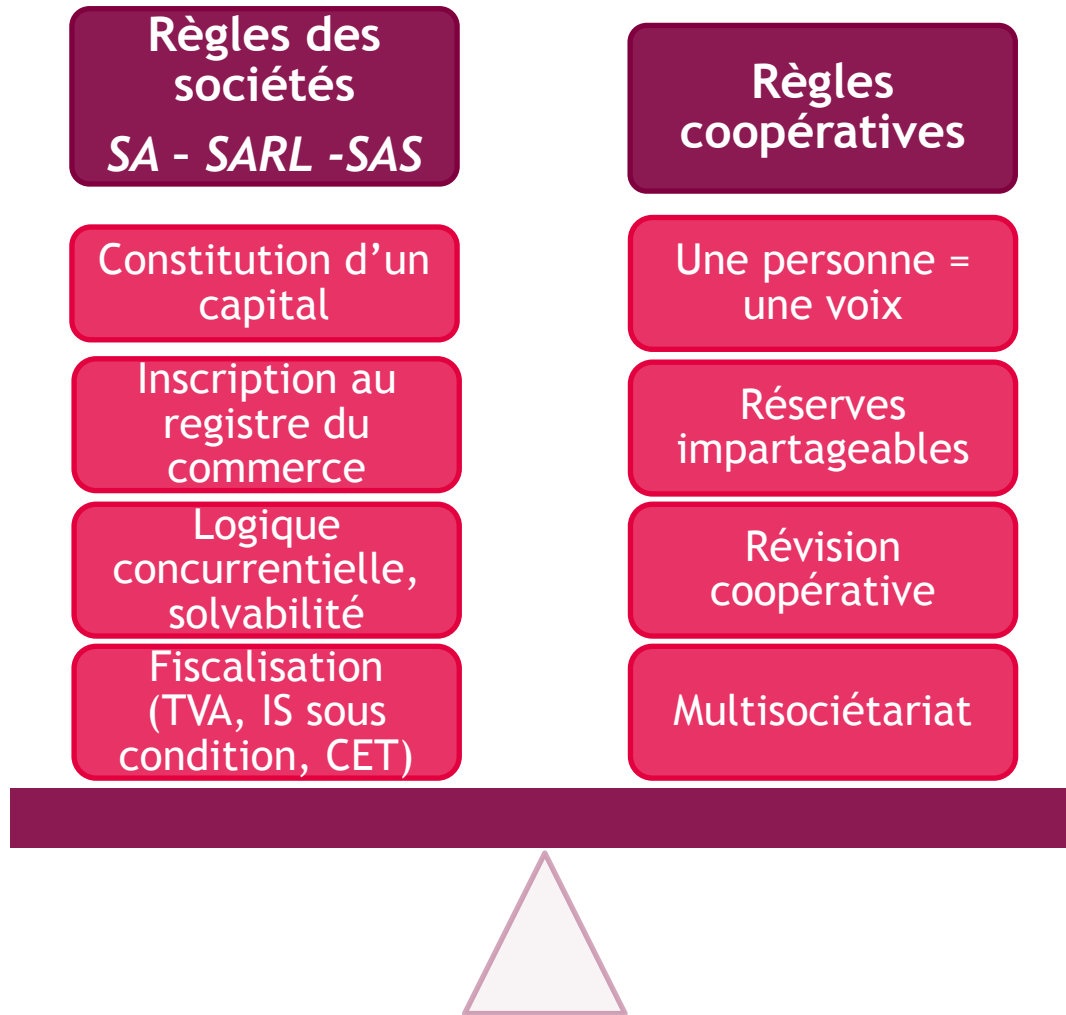 Règles des
sociétés
SA – SARL -SAS
Constitution d’un
capital
Inscription au
registre du
commerce
Logique
concurrentielle,
solvabilité
Fiscalisation
(TVA, IS sous
condition, CET)
Règles
coopératives
Une personne =
une voix
Réserves
impartageables
Révision
coopérative
Multisociétariat